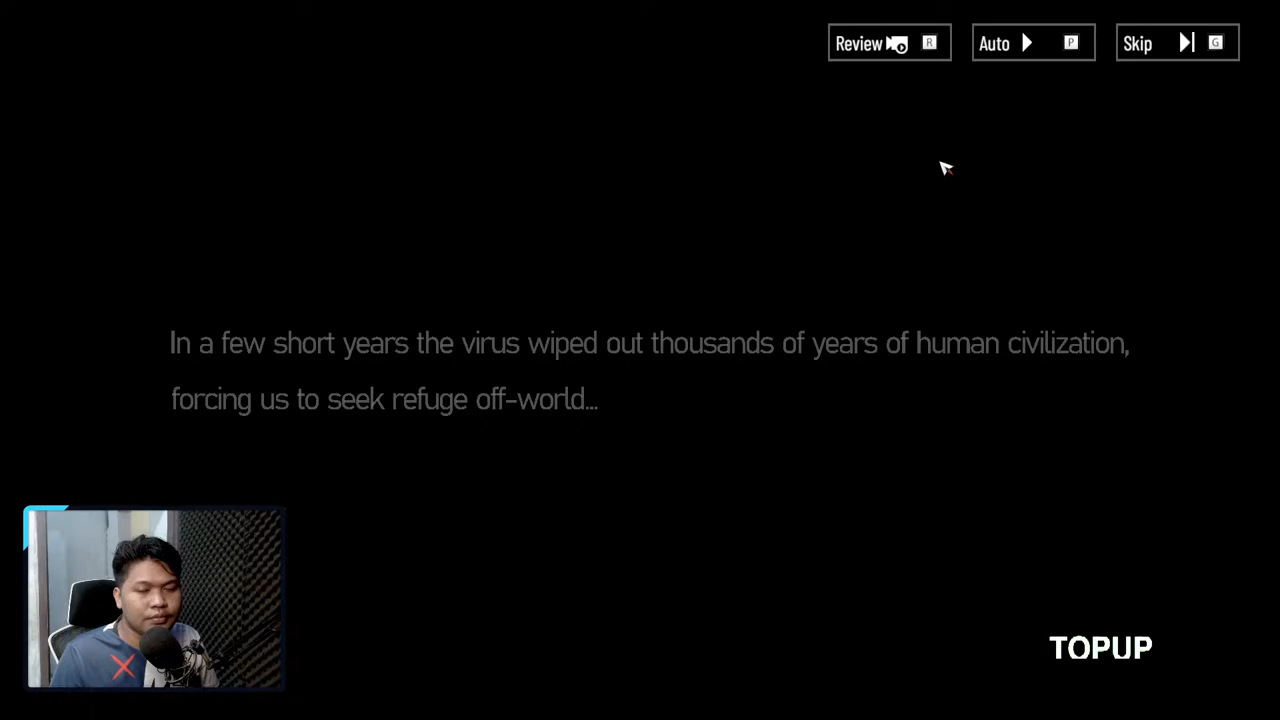 Review R
Auto P
Skip G
In a few short years the virus wiped out thousands of years of human civilization,
forcing us to seek refuge off-world...
TOPUP